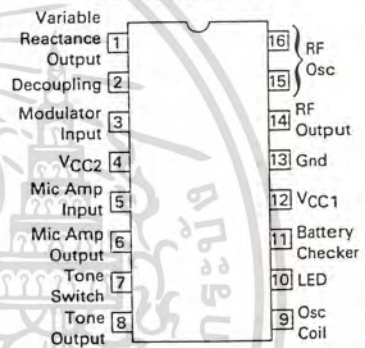 Variable
Reactance
Output
1
Decoupling 2
Modulator
Input
3
VCC2 4
Mic Amp
Input
5
Mic Amp
Output
6
Tone
Switch
7
Tone
Output
8
16
15
RF
Osc
14
RF
Output
13 Gnd
12 VCC1
11 Battery
Checker
10 LED
9 Osc
Coil